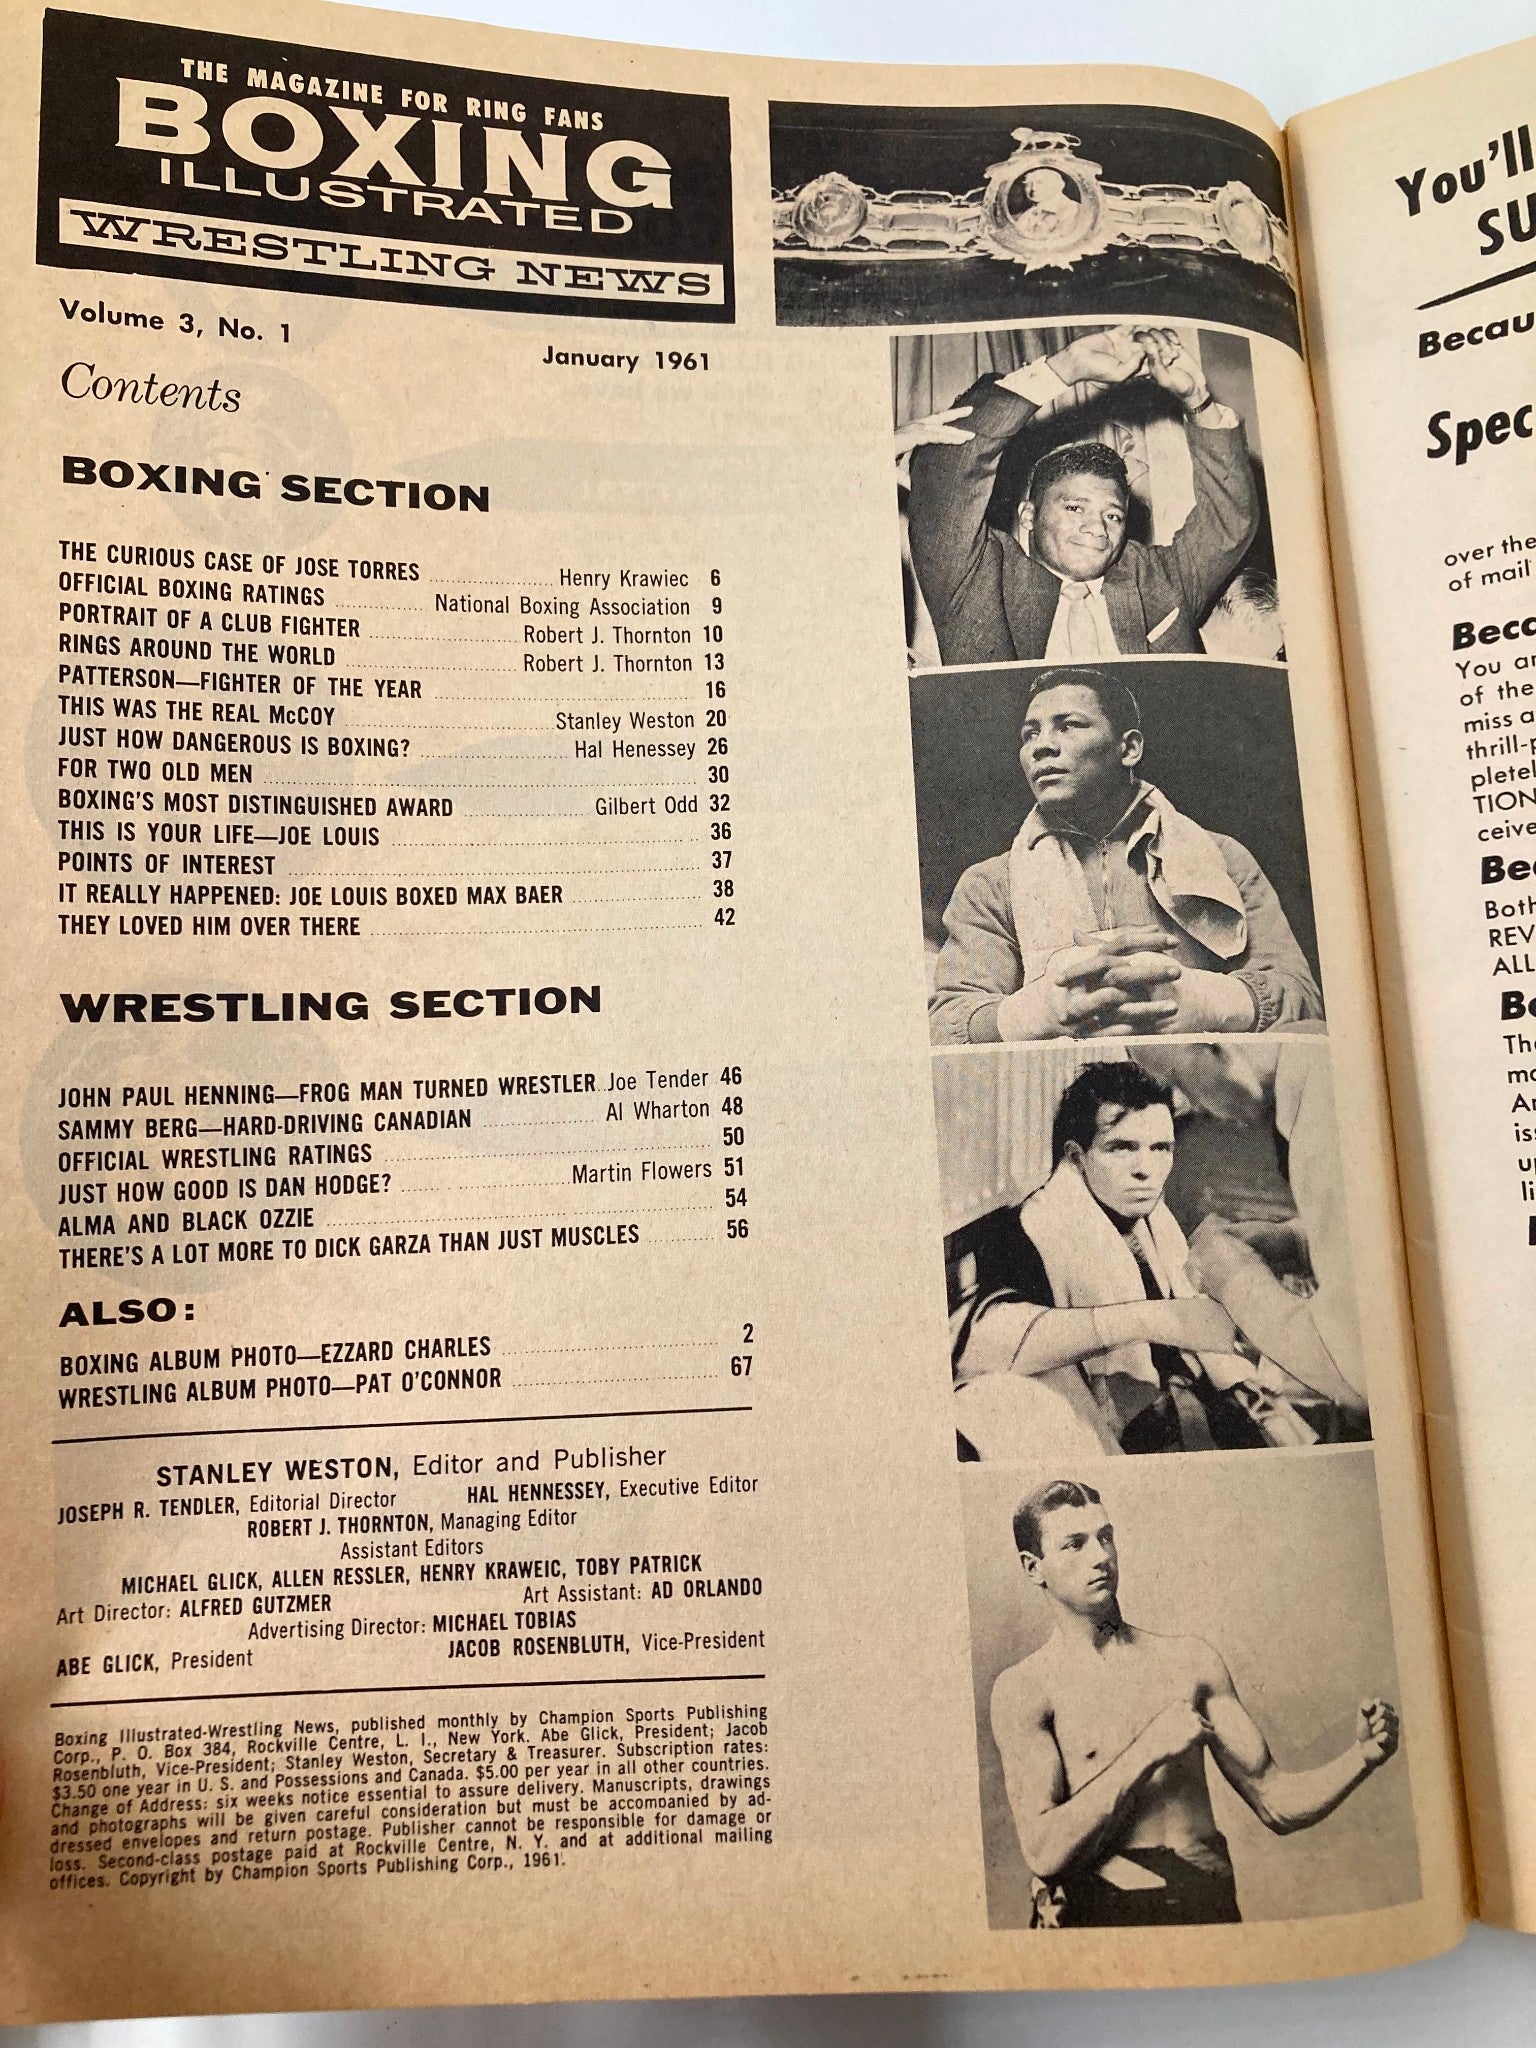 THE MAGAZINE FOR RING FANS
BOXING
ILLUSTRATED
WRESTLING NEWS
Volume 3, No. 1
January 1961
Contents
BOXING SECTION
THE CURIOUS CASE OF JOSE TORRES Henry Krawiec 6
OFFICIAL BOXING RATINGS National Boxing Association 9
PORTRAIT OF A CLUB FIGHTER Robert J. Thornton 10
RINGS AROUND THE WORLD Robert J. Thornton 13
PATTERSON—FIGHTER OF THE YEAR 16
THIS WAS THE REAL McCOY Stanley Weston 20
JUST HOW DANGEROUS IS BOXING? Hal Henessey 26
FOR TWO OLD MEN 30
BOXING'S MOST DISTINGUISHED AWARD Gilbert Odd 32
THIS IS YOUR LIFE—JOE LOUIS 36
POINTS OF INTEREST 37
IT REALLY HAPPENED: JOE LOUIS BOXED MAX BAER 38
THEY LOVED HIM OVER THERE 42
WRESTLING SECTION
JOHN PAUL HENNING—FROG MAN TURNED WRESTLER Joe Tender 46
SAMMY BERG—HARD-DRIVING CANADIAN Al Wharton 48
OFFICIAL WRESTLING RATINGS 50
JUST HOW GOOD IS DAN HODGE? Martin Flowers 51
ALMA AND BLACK OZZIE 54
THERE'S A LOT MORE TO DICK GARZA THAN JUST MUSCLES 56
ALSO:
BOXING ALBUM PHOTO—EZZARD CHARLES 2
WRESTLING ALBUM PHOTO—PAT O'CONNOR 67
STANLEY WESTON, Editor and Publisher
JOSEPH R. TENDLER, Editorial Director HAL HENNESSEY, Executive Editor
ROBERT J. THORNTON, Managing Editor
Assistant Editors
MICHAEL GLICK, ALLEN RESSLER, HENRY KRAWEIC, TOBY PATRICK
Art Director: ALFRED GUTZMER Art Assistant: AD ORLANDO
Advertising Director: MICHAEL TOBIAS
ABE GLICK, President JACOB ROSENBLUTH, Vice-President
Boxing Illustrated-Wrestling News, published monthly by Champion Sports Publishing
Corp., P. O. Box 384, Rockville Centre, L. I., New York. Abe Glick, President; Jacob
Rosenbluth, Vice-President; Stanley Weston, Secretary & Treasurer. Subscription rates:
$3.50 one year in U. S. and Possessions and Canada. $5.00 per year in all other countries.
Change of Address: six weeks notice essential to assure delivery. Manuscripts, drawings
and photographs will be given careful consideration but must be accompanied by ad-
dressed envelopes and return postage. Publisher cannot be responsible for damage or
loss. Second-class postage paid at Rockville Centre, N. Y. and at additional mailing
offices. Copyright by Champion Sports Publishing Corp., 1961.
You'll
SU
Becau
Spec
over the
of mail
Beca
You ar
of the
miss a
thrill-p
pletel
TION
ceive
Bec
Both
REV
ALL
Be
The
mo
Ar
is
up
li